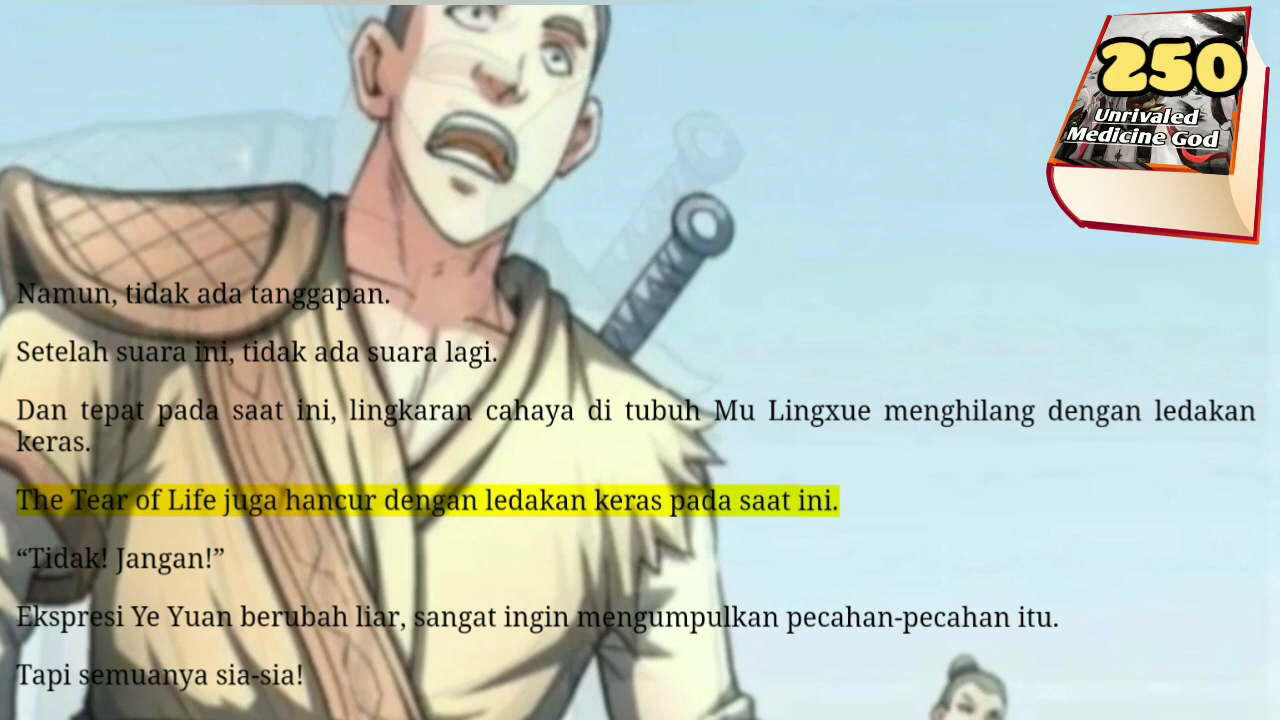 250
Unrivaled
Medicine God
Namun, tidak ada tanggapan.
Setelah suara ini, tidak ada suara lagi.
Dan tepat pada saat ini, lingkaran cahaya di tubuh Mu Lingxue menghilang dengan ledakan
keras.
The Tear of Life juga hancur dengan ledakan keras pada saat ini.
“Tidak! Jangan!”
Ekspresi Ye Yuan berubah liar, sangat ingin mengumpulkan pecahan-pecahan itu.
Tapi semuanya sia-sia!